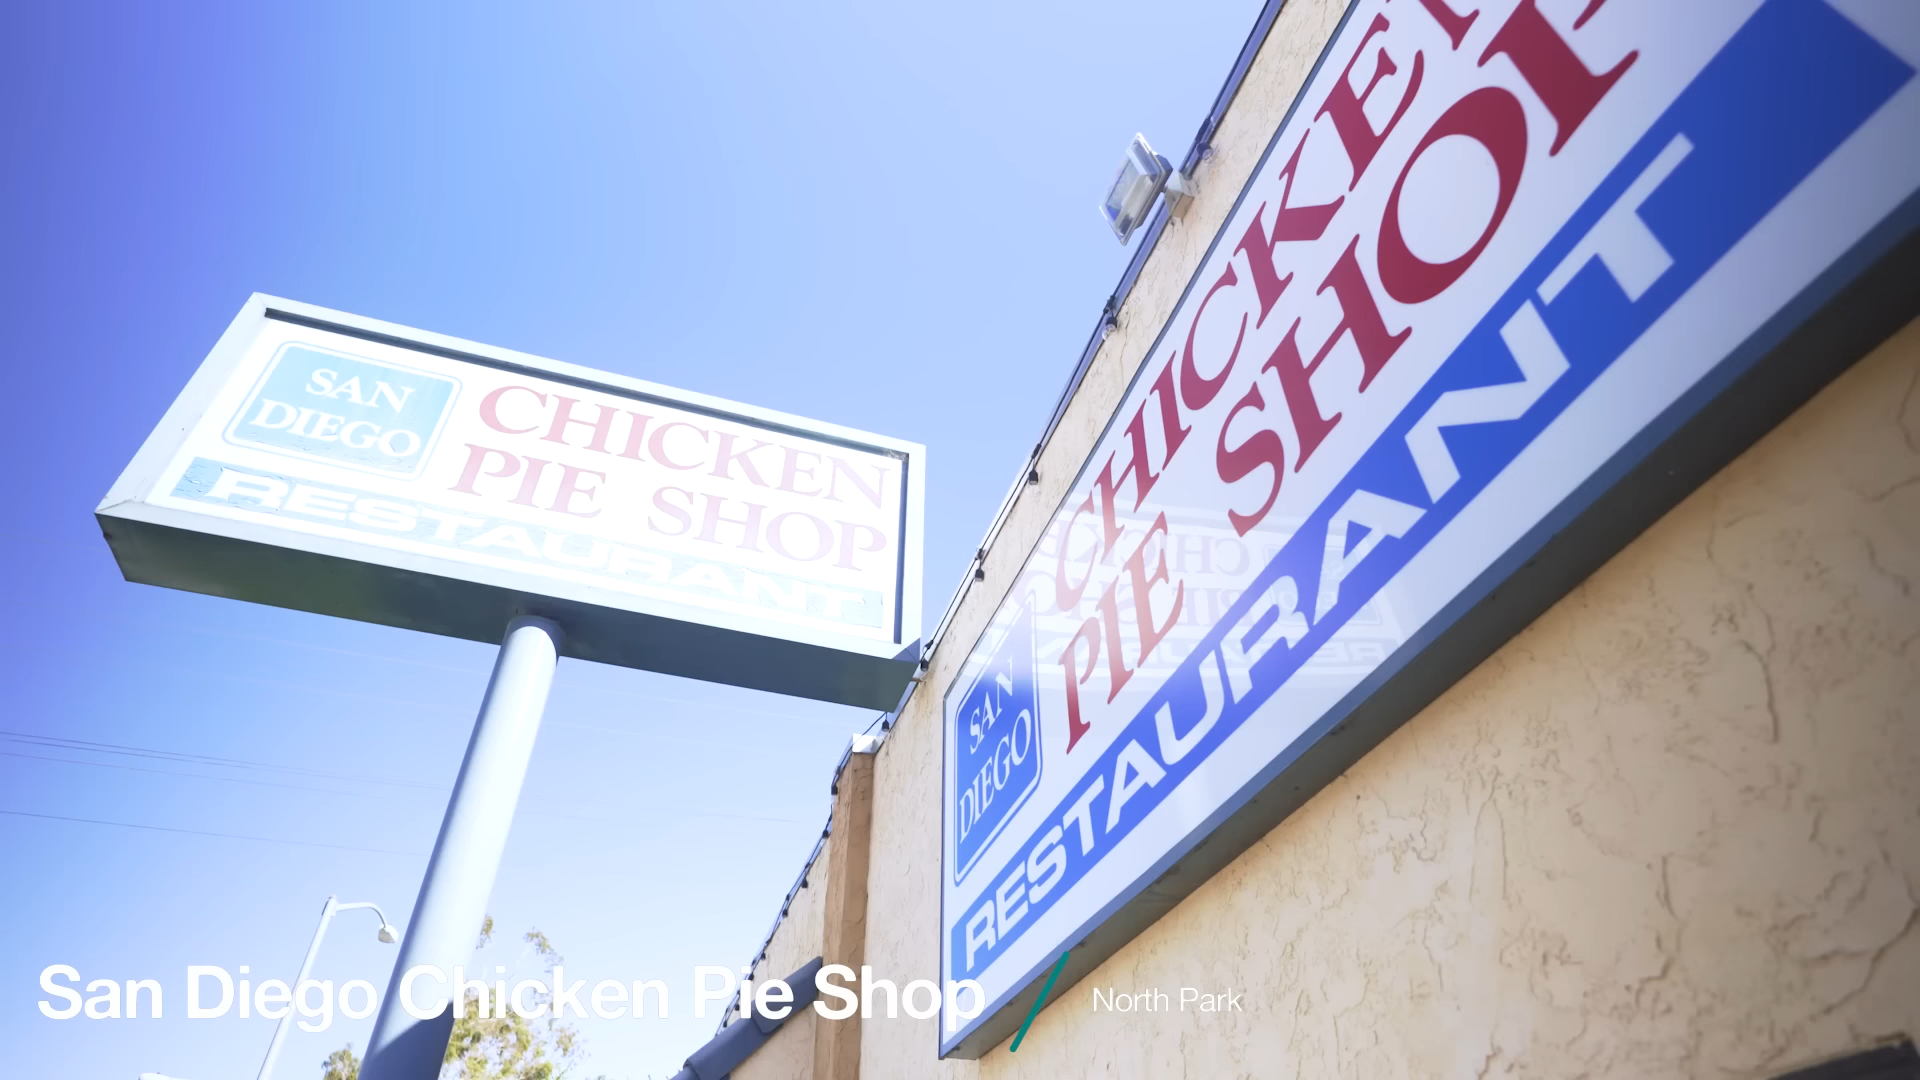 SAN
DIEGO
CHICKEN
PIE SHOP
RESTAURANT
SAN
DIEGO
CHICKEN
PIE SHOP
RESTAURANT
San Diego Chicken Pie Shop
North Park